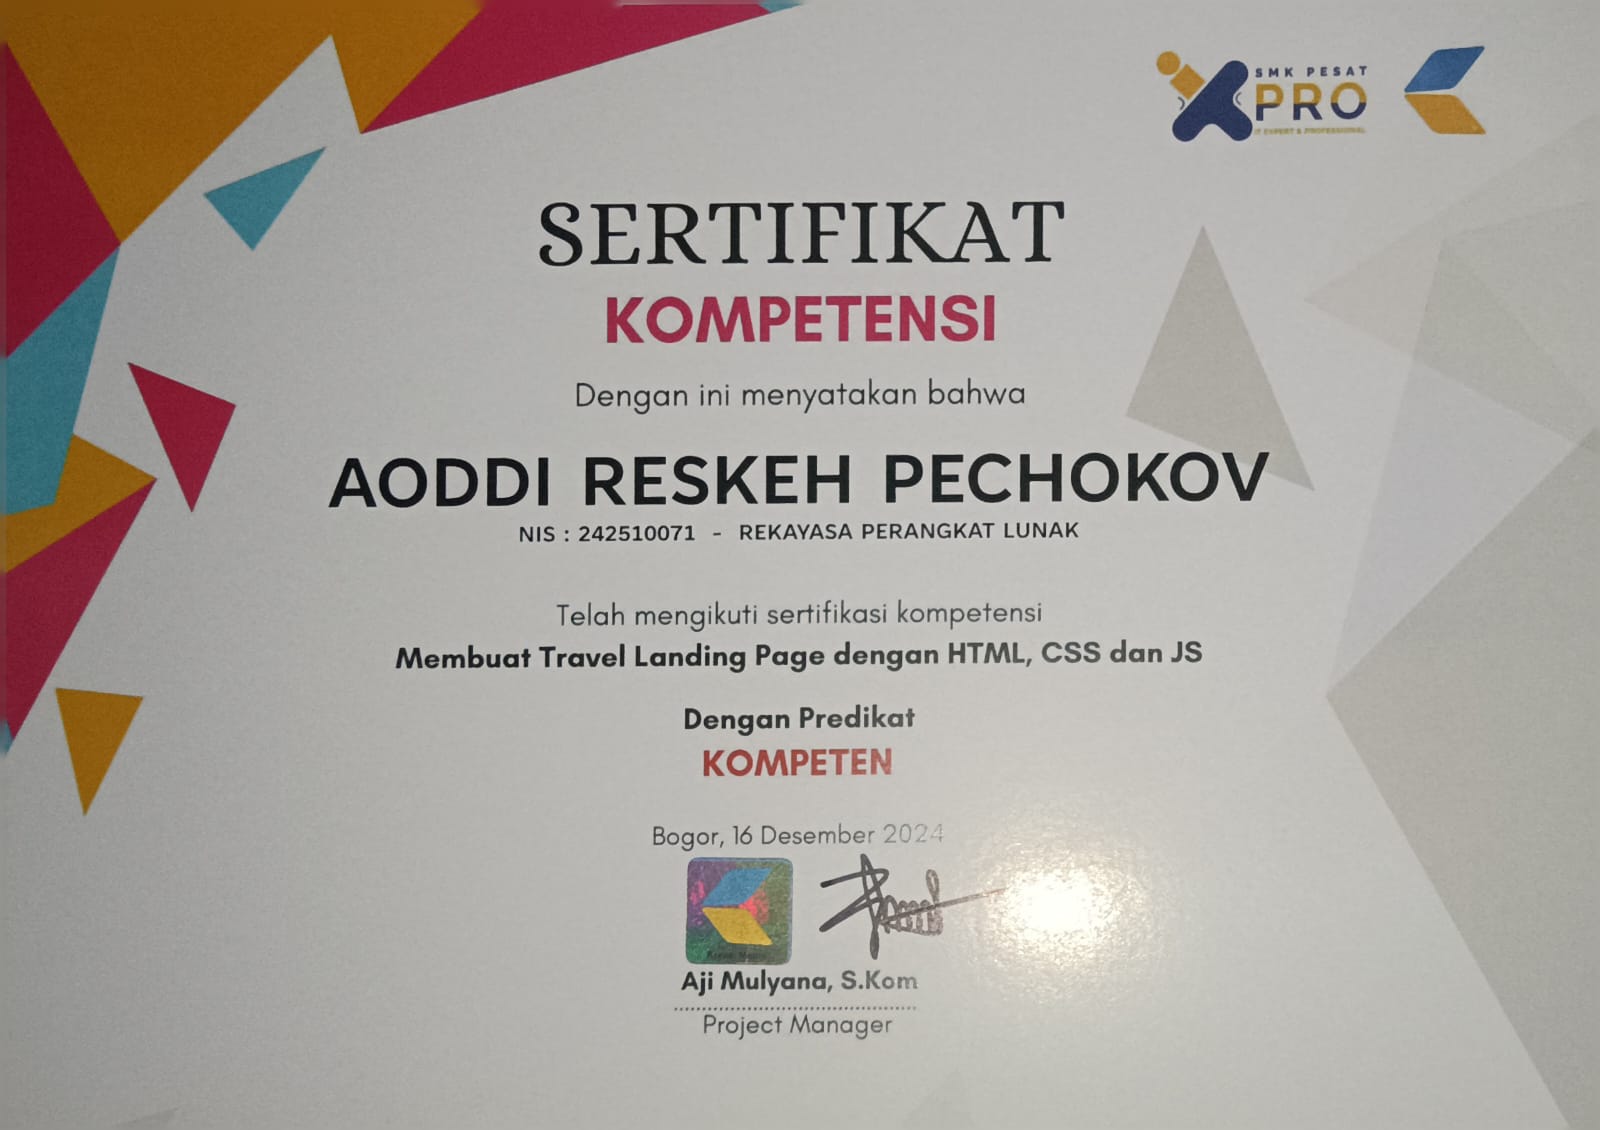 SMK PESAT
PRO
IT EXPERT & PROFESSIONAL
SERTIFIKAT
KOMPETENSI
Dengan ini menyatakan bahwa
AODDI RESKEH PECHOKOV
NIS : 242510071 - REKAYASA PERANGKAT LUNAK
Telah mengikuti sertifikasi kompetensi
Membuat Travel Landing Page dengan HTML, CSS dan JS
Dengan Predikat
KOMPETEN
Bogor, 16 Desember 2024
Aji Mulyana, S.Kom
Project Manager